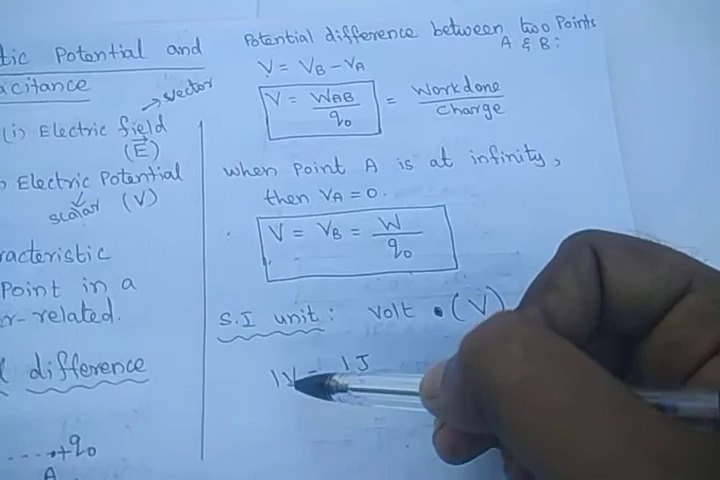 tic Potential and
acitance
→ vector
(i) Electric field
(E)
Electric Potential
scalar (V)
racteristic
Point in a
r-related.
difference
.....+q₀
A
Potential difference between two Points
A & B:
V = VB - VA
V = WAB/q₀ = Workdone/Charge
when Point A is at infinity,
then VA = 0.
V = VB = W/q₀
S.I unit: Volt (V)
1V = 1J